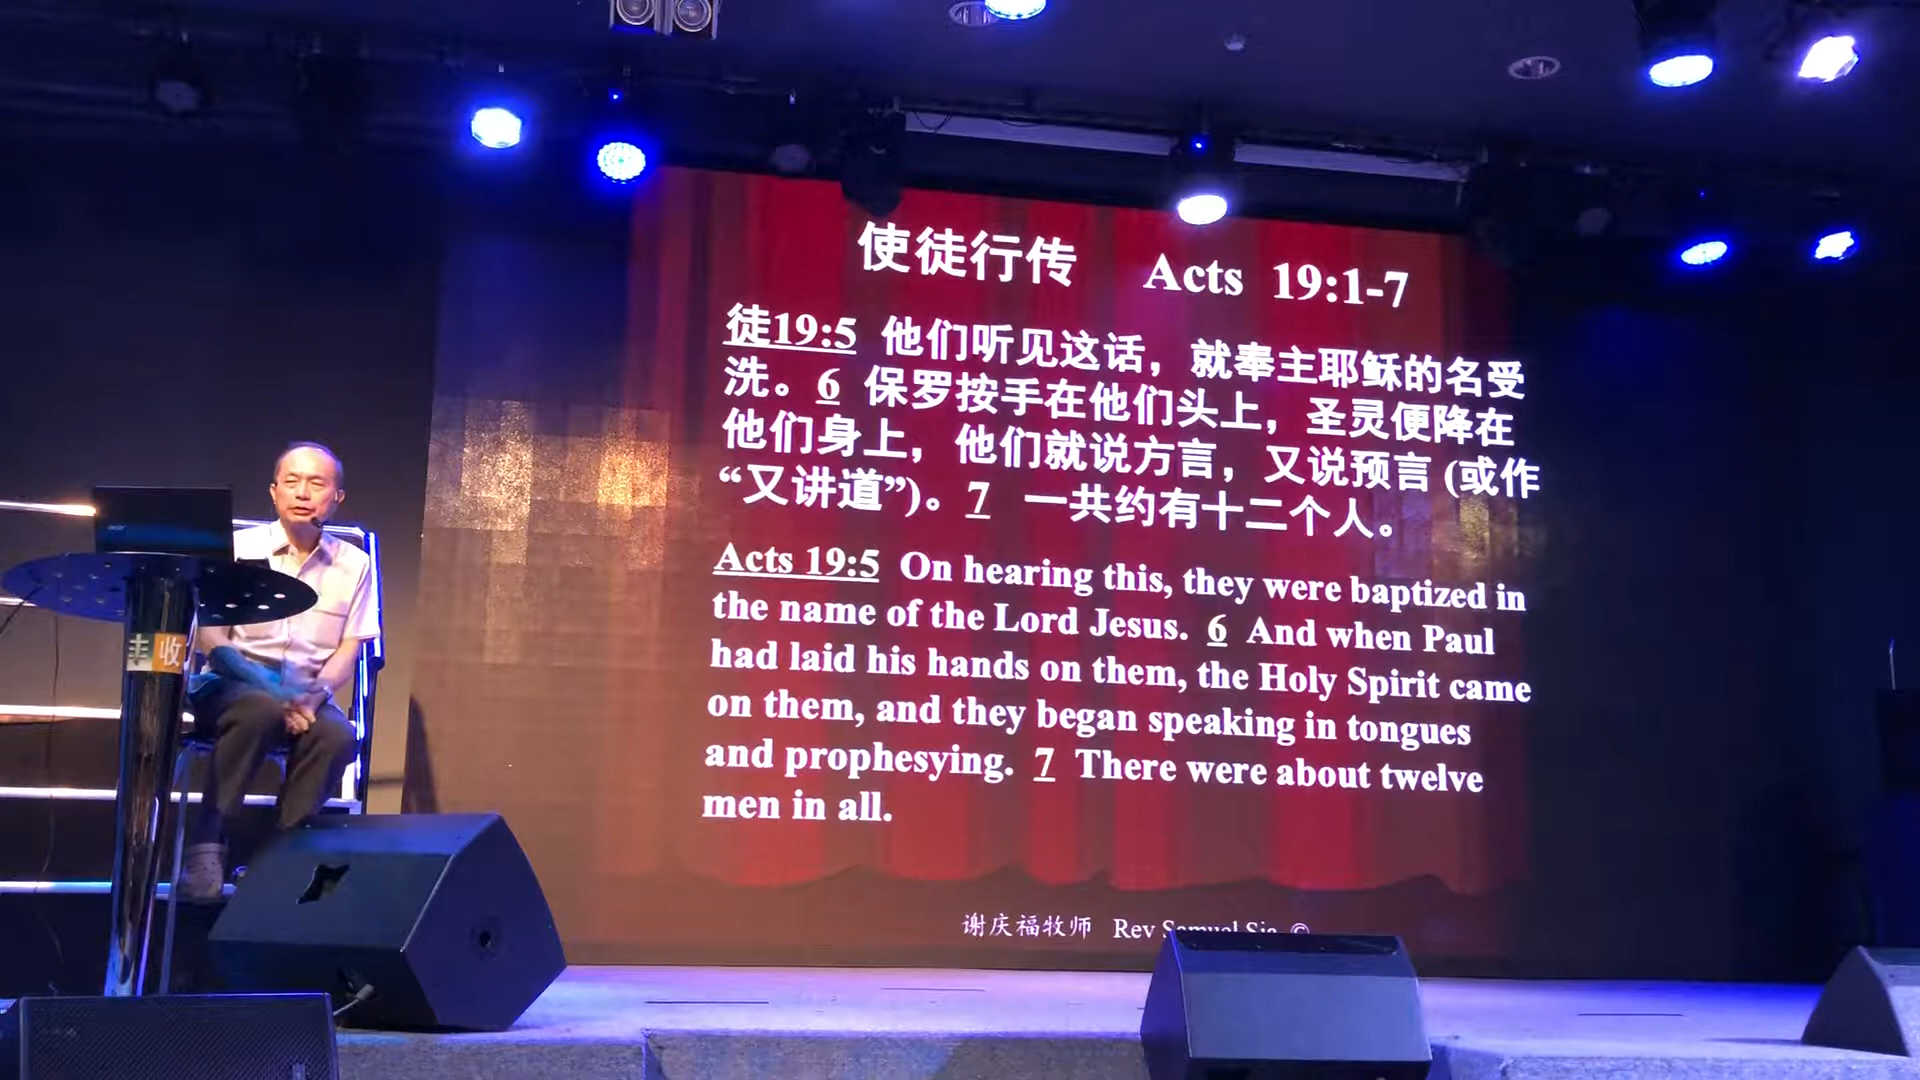 使徒行传 Acts 19:1-7
徒19:5 他们听见这话，就奉主耶稣的名受
洗。6 保罗按手在他们头上，圣灵便降在
他们身上，他们就说方言，又说预言 (或作
“又讲道”)。7 一共约有十二个人。
Acts 19:5 On hearing this, they were baptized in
the name of the Lord Jesus. 6 And when Paul
had laid his hands on them, the Holy Spirit came
on them, and they began speaking in tongues
and prophesying. 7 There were about twelve
men in all.
谢庆福牧师 Rev Samuel Sia ©
丰收